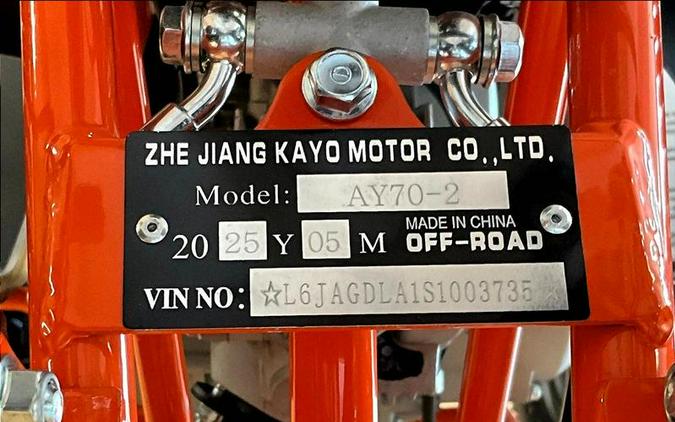 ZHE JIANG KAYO MOTOR CO.,LTD.
Model: AY70-2
20 25 Y 05 M MADE IN CHINA
OFF-ROAD
VIN NO: ☆L6JAGDLA1S1003735